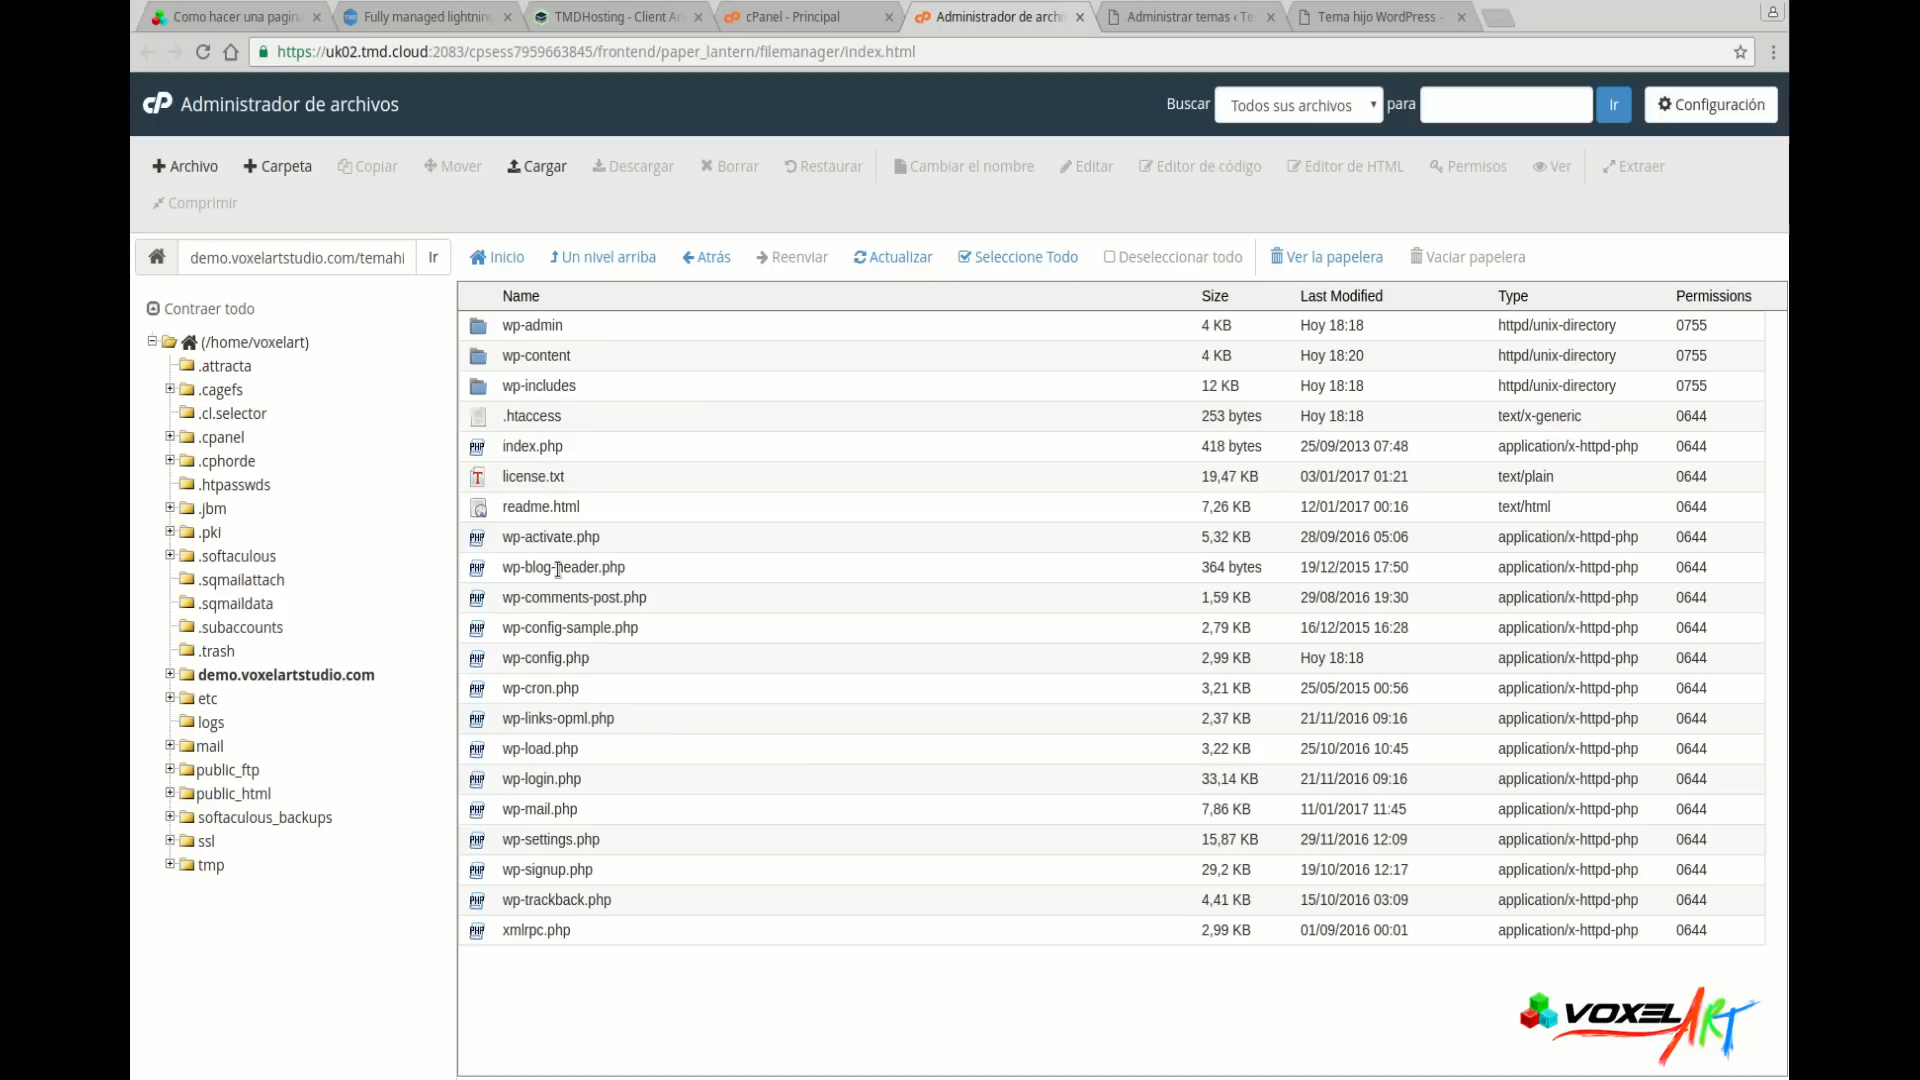 Como hacer una pagina
Fully managed lightning
TMDHosting - Client Ar
cPanel - Principal
Administrador de archi
Administrar temas ‹ Te
Tema hijo WordPress -
https://uk02.tmd.cloud:2083/cpsess7959663845/frontend/paper_lantern/filemanager/index.html
cP Administrador de archivos
Buscar Todos sus archivos para Ir Configuración
Archivo Carpeta Copiar Mover Cargar Descargar Borrar Restaurar Cambiar el nombre Editar Editor de código Editor de HTML Permisos Ver Extraer
Comprimir
demo.voxelartstudio.com/temahi Ir
Inicio Un nivel arriba Atrás Reenviar Actualizar Seleccione Todo Deseleccionar todo Ver la papelera Vaciar papelera
Contraer todo
(/home/voxelart)
.attracta
.cagefs
.cl.selector
.cpanel
.cphorde
.htpasswds
.jbm
.pki
.softaculous
.sqmailattach
.sqmaildata
.subaccounts
.trash
demo.voxelartstudio.com
etc
logs
mail
public_ftp
public_html
softaculous_backups
ssl
tmp
Name Size Last Modified Type Permissions
wp-admin 4 KB Hoy 18:18 httpd/unix-directory 0755
wp-content 4 KB Hoy 18:20 httpd/unix-directory 0755
wp-includes 12 KB Hoy 18:18 httpd/unix-directory 0755
.htaccess 253 bytes Hoy 18:18 text/x-generic 0644
index.php 418 bytes 25/09/2013 07:48 application/x-httpd-php 0644
license.txt 19,47 KB 03/01/2017 01:21 text/plain 0644
readme.html 7,26 KB 12/01/2017 00:16 text/html 0644
wp-activate.php 5,32 KB 28/09/2016 05:06 application/x-httpd-php 0644
wp-blog-header.php 364 bytes 19/12/2015 17:50 application/x-httpd-php 0644
wp-comments-post.php 1,59 KB 29/08/2016 19:30 application/x-httpd-php 0644
wp-config-sample.php 2,79 KB 16/12/2015 16:28 application/x-httpd-php 0644
wp-config.php 2,99 KB Hoy 18:18 application/x-httpd-php 0644
wp-cron.php 3,21 KB 25/05/2015 00:56 application/x-httpd-php 0644
wp-links-opml.php 2,37 KB 21/11/2016 09:16 application/x-httpd-php 0644
wp-load.php 3,22 KB 25/10/2016 10:45 application/x-httpd-php 0644
wp-login.php 33,14 KB 21/11/2016 09:16 application/x-httpd-php 0644
wp-mail.php 7,86 KB 11/01/2017 11:45 application/x-httpd-php 0644
wp-settings.php 15,87 KB 29/11/2016 12:09 application/x-httpd-php 0644
wp-signup.php 29,2 KB 19/10/2016 12:17 application/x-httpd-php 0644
wp-trackback.php 4,41 KB 15/10/2016 03:09 application/x-httpd-php 0644
xmlrpc.php 2,99 KB 01/09/2016 00:01 application/x-httpd-php 0644
VOXELART